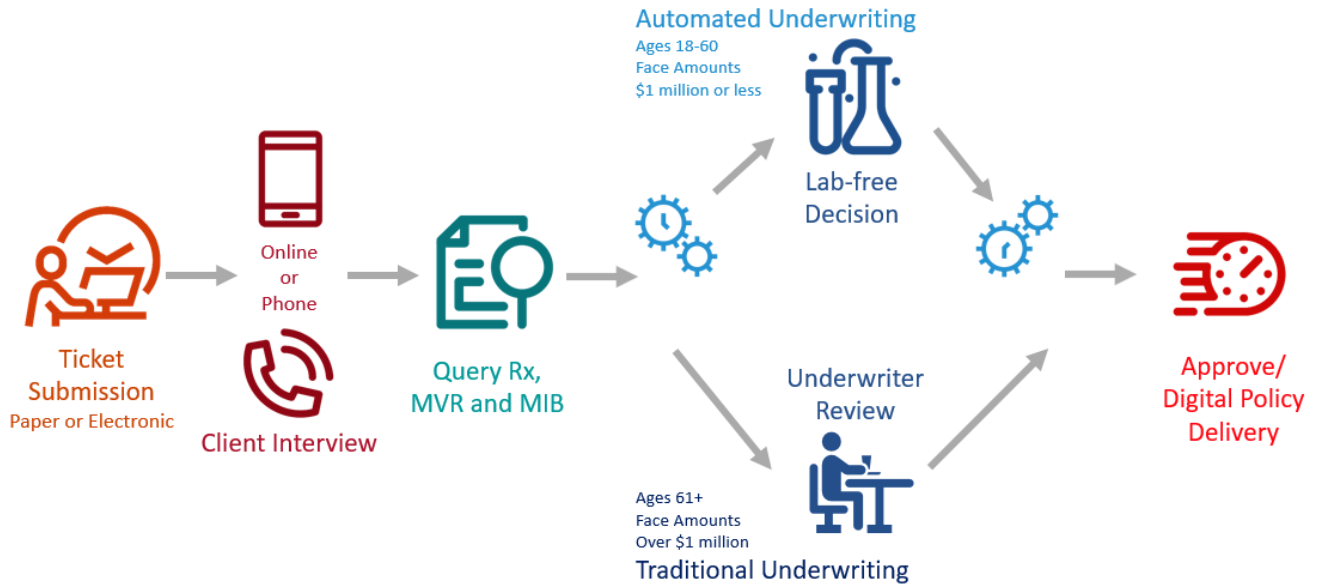 Automated Underwriting
Ages 18-60
Face Amounts
$1 million or less
Lab-free
Decision
Online
or
Phone
Ticket
Submission
Paper or Electronic
Client Interview
Query Rx,
MVR and MIB
Underwriter
Review
Ages 61+
Face Amounts
Over $1 million
Traditional Underwriting
Approve/
Digital Policy
Delivery